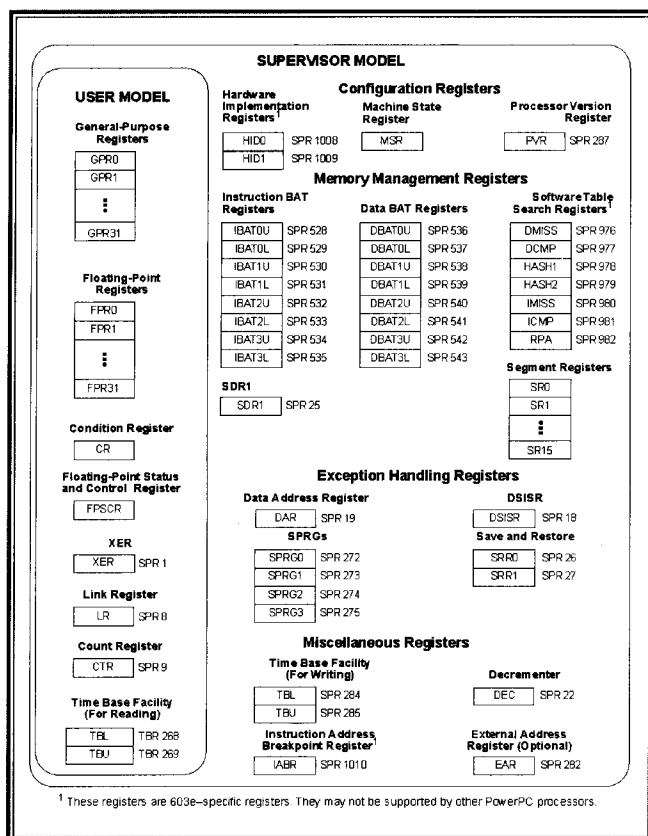 SUPERVISOR MODEL
USER MODEL
General-Purpose
Registers
GPR0
GPR1
GPR31
Floating-Point
Registers
FPR0
FPR1
FPR31
Condition Register
CR
Floating-Point Status
and Control Register
FPSCR
XER
XER SPR 1
Link Register
LR SPR 8
Count Register
CTR SPR 9
Time Base Facility
(For Reading)
TBL TBR 268
TBU TBR 269
Configuration Registers
Hardware
Implementation
Registers1
HID0 SPR 1008
HID1 SPR 1009
Machine State
Register
MSR
Processor Version
Register
PVR SPR 287
Memory Management Registers
Instruction BAT
Registers
IBAT0U SPR 528
IBAT0L SPR 529
IBAT1U SPR 530
IBAT1L SPR 531
IBAT2U SPR 532
IBAT2L SPR 533
IBAT3U SPR 534
IBAT3L SPR 535
Data BAT Registers
DBAT0U SPR 536
DBAT0L SPR 537
DBAT1U SPR 538
DBAT1L SPR 539
DBAT2U SPR 540
DBAT2L SPR 541
DBAT3U SPR 542
DBAT3L SPR 543
Software Table
Search Registers1
DMISS SPR 976
DCMP SPR 977
HASH1 SPR 978
HASH2 SPR 979
IMISS SPR 980
ICMP SPR 981
RPA SPR 982
SDR1
SDR1 SPR 25
Segment Registers
SR0
SR1
SR15
Exception Handling Registers
Data Address Register
DAR SPR 19
DSISR
DSISR SPR 18
SPRGs
SPRG0 SPR 272
SPRG1 SPR 273
SPRG2 SPR 274
SPRG3 SPR 275
Save and Restore
SRR0 SPR 26
SRR1 SPR 27
Miscellaneous Registers
Time Base Facility
(For Writing)
TBL SPR 284
TBU SPR 285
Decrementer
DEC SPR 22
Instruction Address
Breakpoint Register1
IABR SPR 1010
External Address
Register (Optional)
EAR SPR 282
1 These registers are 603e–specific registers. They may not be supported by other PowerPC processors.